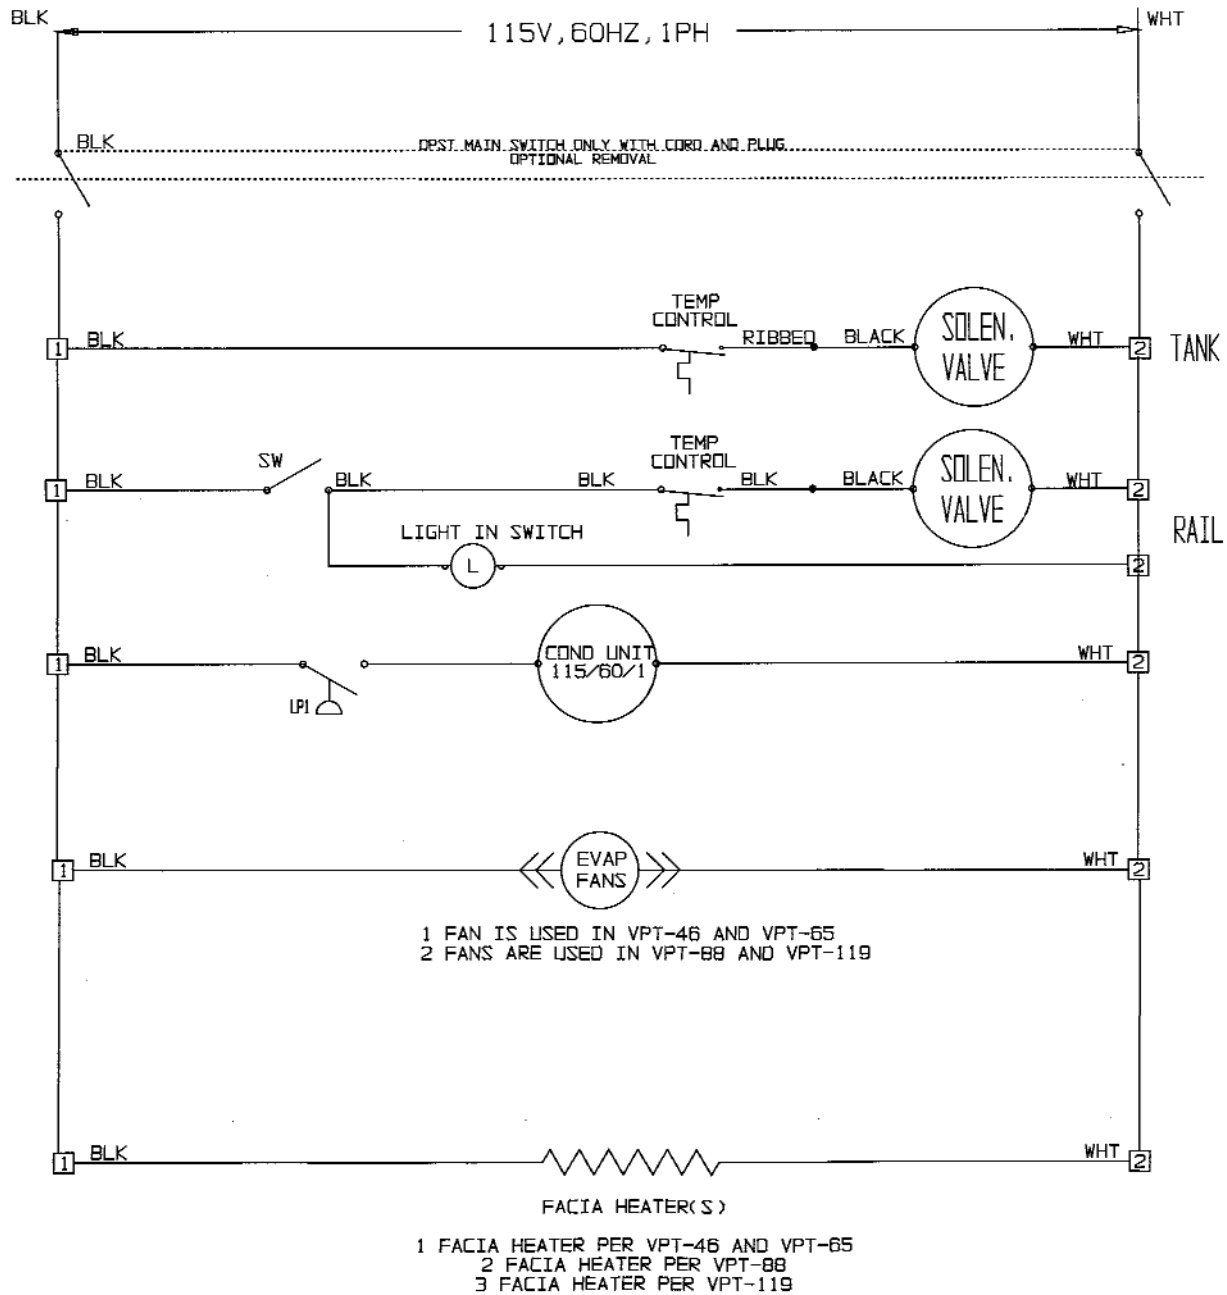 BLK
115V, 60HZ, 1PH
WHT
BLK
DPST MAIN SWITCH ONLY WITH CORD AND PLUG
OPTIONAL REMOVAL
TEMP
CONTROL
1 BLK RIBBED BLACK SOLEN. VALVE WHT 2 TANK
SW
TEMP
CONTROL
1 BLK BLK BLK BLK BLACK SOLEN. VALVE WHT 2
RAIL
LIGHT IN SWITCH
L 2
1 BLK COND UNIT WHT 2
115/60/1
LP1
1 BLK EVAP WHT 2
FANS
1 FAN IS USED IN VPT-46 AND VPT-65
2 FANS ARE USED IN VPT-88 AND VPT-119
1 BLK WHT 2
FACIA HEATER(S)
1 FACIA HEATER PER VPT-46 AND VPT-65
2 FACIA HEATER PER VPT-88
3 FACIA HEATER PER VPT-119